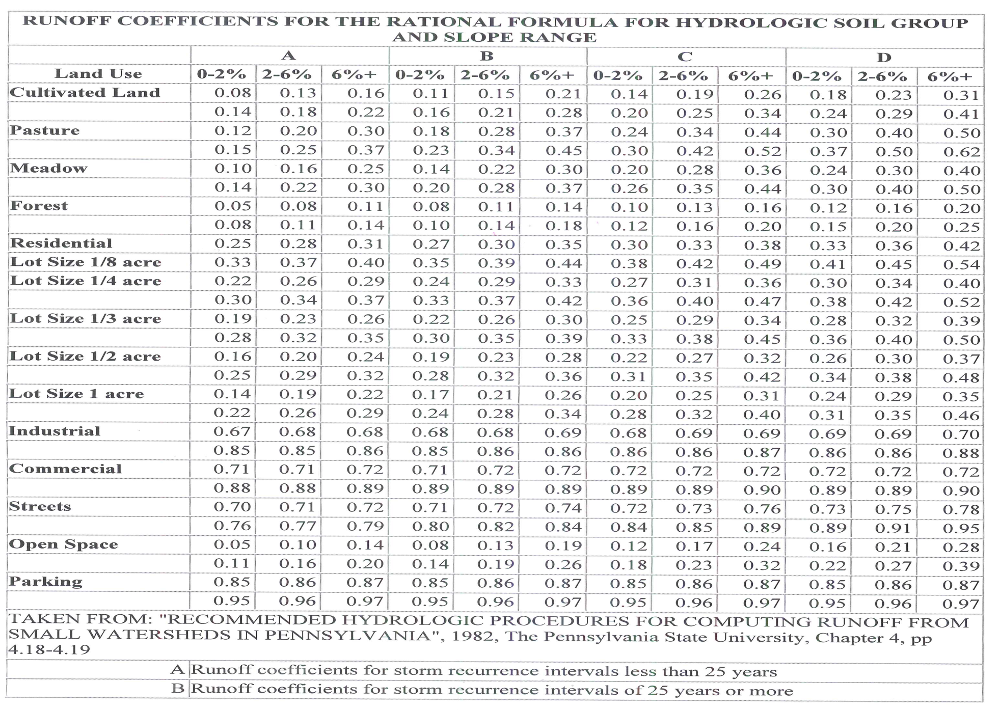 RUNOFF COEFFICIENTS FOR THE RATIONAL FORMULA FOR HYDROLOGIC SOIL GROUP
AND SLOPE RANGE
A B C D
Land Use 0-2% 2-6% 6%+ 0-2% 2-6% 6%+ 0-2% 2-6% 6%+ 0-2% 2-6% 6%+
Cultivated Land 0.08 0.13 0.16 0.11 0.15 0.21 0.14 0.19 0.26 0.18 0.23 0.31
0.14 0.18 0.22 0.16 0.21 0.28 0.20 0.25 0.34 0.24 0.29 0.41
Pasture 0.12 0.20 0.30 0.18 0.28 0.37 0.24 0.34 0.44 0.30 0.40 0.50
0.15 0.25 0.37 0.23 0.34 0.45 0.30 0.42 0.52 0.37 0.50 0.62
Meadow 0.10 0.16 0.25 0.14 0.22 0.30 0.20 0.28 0.36 0.24 0.30 0.40
0.14 0.22 0.30 0.20 0.28 0.37 0.26 0.35 0.44 0.30 0.40 0.50
Forest 0.05 0.08 0.11 0.08 0.11 0.14 0.10 0.13 0.16 0.12 0.16 0.20
0.08 0.11 0.14 0.10 0.14 0.18 0.12 0.16 0.20 0.15 0.20 0.25
Residential 0.25 0.28 0.31 0.27 0.30 0.35 0.30 0.33 0.38 0.33 0.36 0.42
Lot Size 1/8 acre 0.33 0.37 0.40 0.35 0.39 0.44 0.38 0.42 0.49 0.41 0.45 0.54
Lot Size 1/4 acre 0.22 0.26 0.29 0.24 0.29 0.33 0.27 0.31 0.36 0.30 0.34 0.40
0.30 0.34 0.37 0.33 0.37 0.42 0.36 0.40 0.47 0.38 0.42 0.52
Lot Size 1/3 acre 0.19 0.23 0.26 0.22 0.26 0.30 0.25 0.29 0.34 0.28 0.32 0.39
0.28 0.32 0.35 0.30 0.35 0.39 0.33 0.38 0.45 0.36 0.40 0.50
Lot Size 1/2 acre 0.16 0.20 0.24 0.19 0.23 0.28 0.22 0.27 0.32 0.26 0.30 0.37
0.25 0.29 0.32 0.28 0.32 0.36 0.31 0.35 0.42 0.34 0.38 0.48
Lot Size 1 acre 0.14 0.19 0.22 0.17 0.21 0.26 0.20 0.25 0.31 0.24 0.29 0.35
0.22 0.26 0.29 0.24 0.28 0.34 0.28 0.32 0.40 0.31 0.35 0.46
Industrial 0.67 0.68 0.68 0.68 0.68 0.69 0.68 0.69 0.69 0.69 0.69 0.70
0.85 0.85 0.86 0.85 0.86 0.86 0.86 0.86 0.87 0.86 0.86 0.88
Commercial 0.71 0.71 0.72 0.71 0.72 0.72 0.72 0.72 0.72 0.72 0.72 0.72
0.88 0.88 0.89 0.89 0.89 0.89 0.89 0.89 0.90 0.89 0.89 0.90
Streets 0.70 0.71 0.72 0.71 0.72 0.74 0.72 0.73 0.76 0.73 0.75 0.78
0.76 0.77 0.79 0.80 0.82 0.84 0.84 0.85 0.89 0.89 0.91 0.95
Open Space 0.05 0.10 0.14 0.08 0.13 0.19 0.12 0.17 0.24 0.16 0.21 0.28
0.11 0.16 0.20 0.14 0.19 0.26 0.18 0.23 0.32 0.22 0.27 0.39
Parking 0.85 0.86 0.87 0.85 0.86 0.87 0.85 0.86 0.87 0.85 0.86 0.87
0.95 0.96 0.97 0.95 0.96 0.97 0.95 0.96 0.97 0.95 0.96 0.97
TAKEN FROM: "RECOMMENDED HYDROLOGIC PROCEDURES FOR COMPUTING RUNOFF FROM
SMALL WATERSHEDS IN PENNSYLVANIA", 1982, The Pennsylvania State University, Chapter 4, pp
4.18-4.19
A Runoff coefficients for storm recurrence intervals less than 25 years
B Runoff coefficients for storm recurrence intervals of 25 years or more